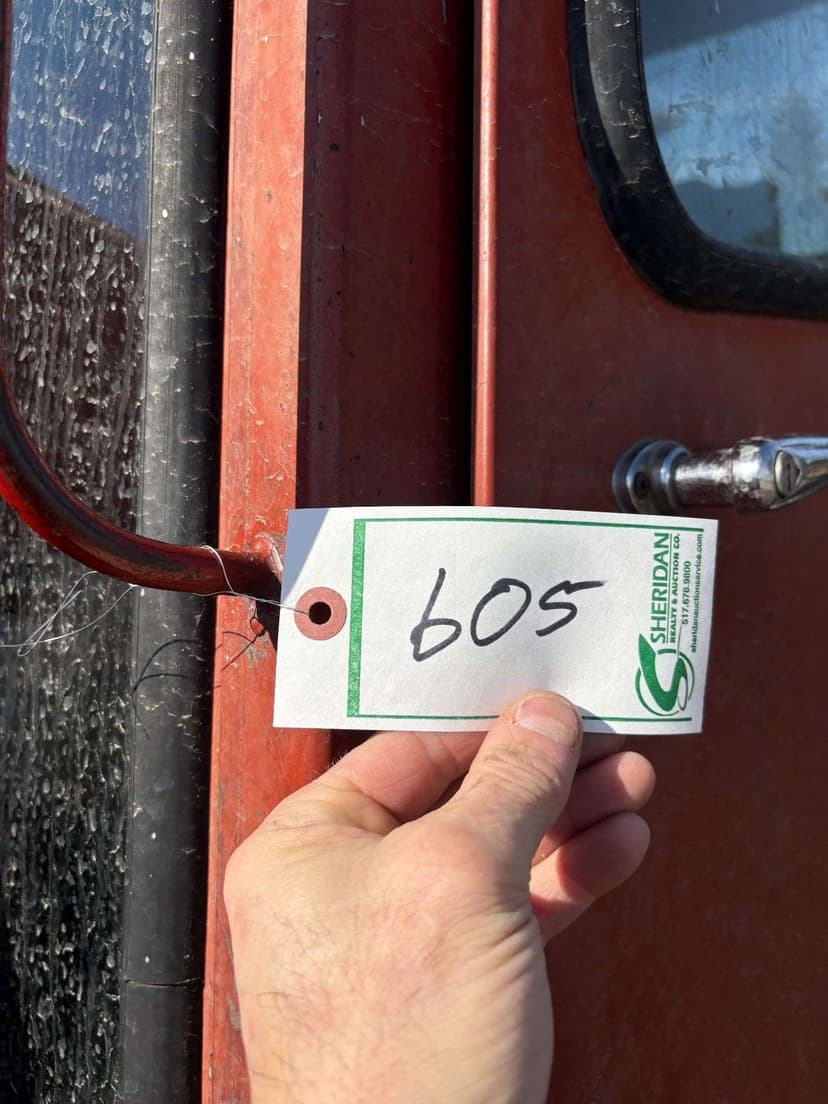 605
SHERIDAN
REALTY & AUCTION CO.
517.676.9800
sheridanauctionservice.com